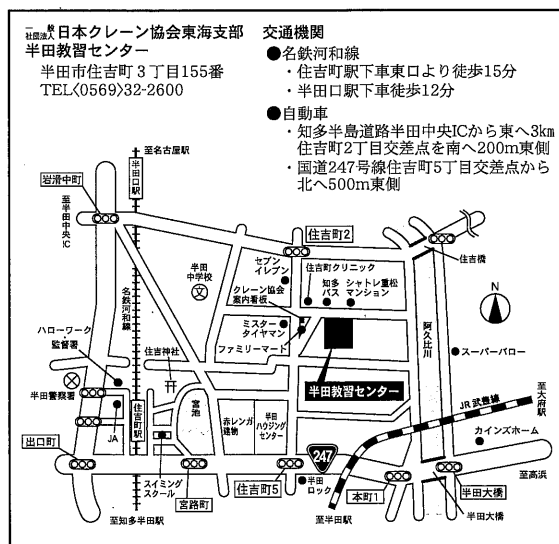 一般社団法人 日本クレーン協会東海支部
半田教習センター
半田市住吉町3丁目155番
TEL〈0569〉32-2600
交通機関
●名鉄河和線
・住吉町駅下車東口より徒歩15分
・半田口駅下車徒歩12分
●自動車
・知多半島道路半田中央ICから東へ3km
住吉町2丁目交差点を南へ200m東側
・国道247号線住吉町5丁目交差点から
北へ500m東側
至名古屋駅
半田口駅
岩滑中町
至半田中央IC
住吉町2
住吉橋
半田中学校
文
セブンイレブン
住吉町クリニック
クレーン協会案内看板
知多バス
シャトレ重松マンション
N
名鉄河和線
ミスタータイヤマン
ファミリーマート
阿久比川
スーパーバロー
ハローワーク・監督署
住吉神社
半田教習センター
半田警察署
宮池
JR武豊線
至大府駅
JA
住吉町駅
赤レンガ建物
半田ハウジングセンター
カインズホーム
出口町
247
至高浜
スイミングスクール
宮路町
住吉町5
半田ロック
本町1
半田大橋
半田大橋
至知多半田駅
至半田駅